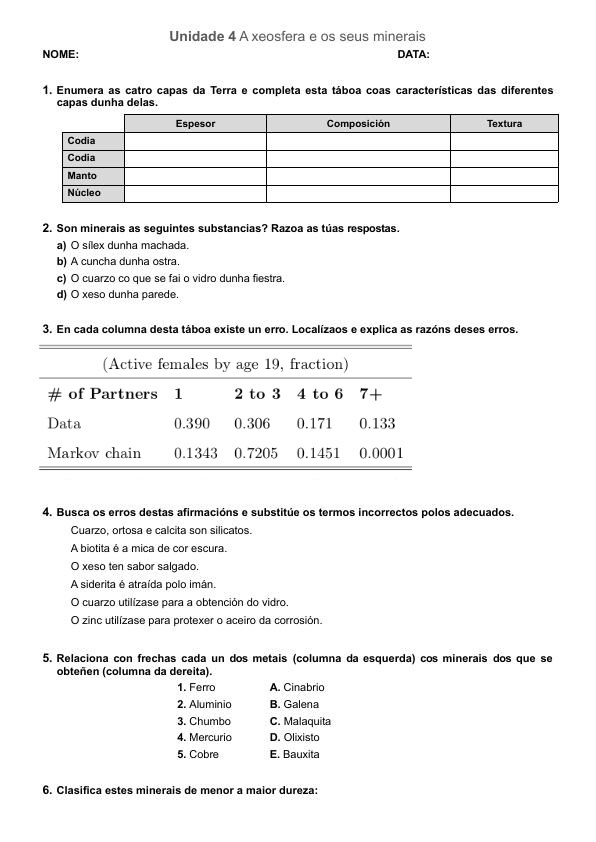 Unidade 4 A xeosfera e os seus minerais
NOME: DATA:
1. Enumera as catro capas da Terra e completa esta táboa coas características das diferentes
capas dunha delas.
Espesor Composición Textura
Codia
Codia
Manto
Núcleo
2. Son minerais as seguintes substancias? Razoa as túas respostas.
a) O sílex dunha machada.
b) A cuncha dunha ostra.
c) O cuarzo co que se fai o vidro dunha fiestra.
d) O xeso dunha parede.
3. En cada columna desta táboa existe un erro. Localízaos e explica as razóns deses erros.
(Active females by age 19, fraction)
# of Partners 1 2 to 3 4 to 6 7+
Data 0.390 0.306 0.171 0.133
Markov chain 0.1343 0.7205 0.1451 0.0001
4. Busca os erros destas afirmacións e substitúe os termos incorrectos polos adecuados.
Cuarzo, ortosa e calcita son silicatos.
A biotita é a mica de cor escura.
O xeso ten sabor salgado.
A siderita é atraída polo imán.
O cuarzo utilízase para a obtención do vidro.
O zinc utilízase para protexer o aceiro da corrosión.
5. Relaciona con frechas cada un dos metais (columna da esquerda) cos minerais dos que se
obteñen (columna da dereita).
1. Ferro A. Cinabrio
2. Aluminio B. Galena
3. Chumbo C. Malaquita
4. Mercurio D. Olixisto
5. Cobre E. Bauxita
6. Clasifica estes minerais de menor a maior dureza: